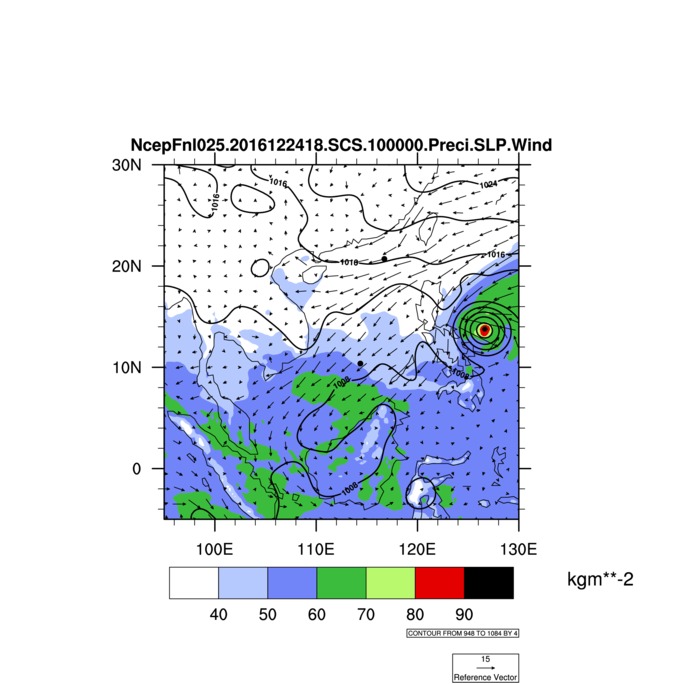 NcepFnl025.2016122418.SCS.100000.Preci.SLP.Wind
30N
1016
1016
1024
20N
1016
1016
10N
1008
1008
0
1008
100E 110E 120E 130E
kgm**-2
40 50 60 70 80 90
CONTOUR FROM 948 TO 1084 BY 4
15
Reference Vector